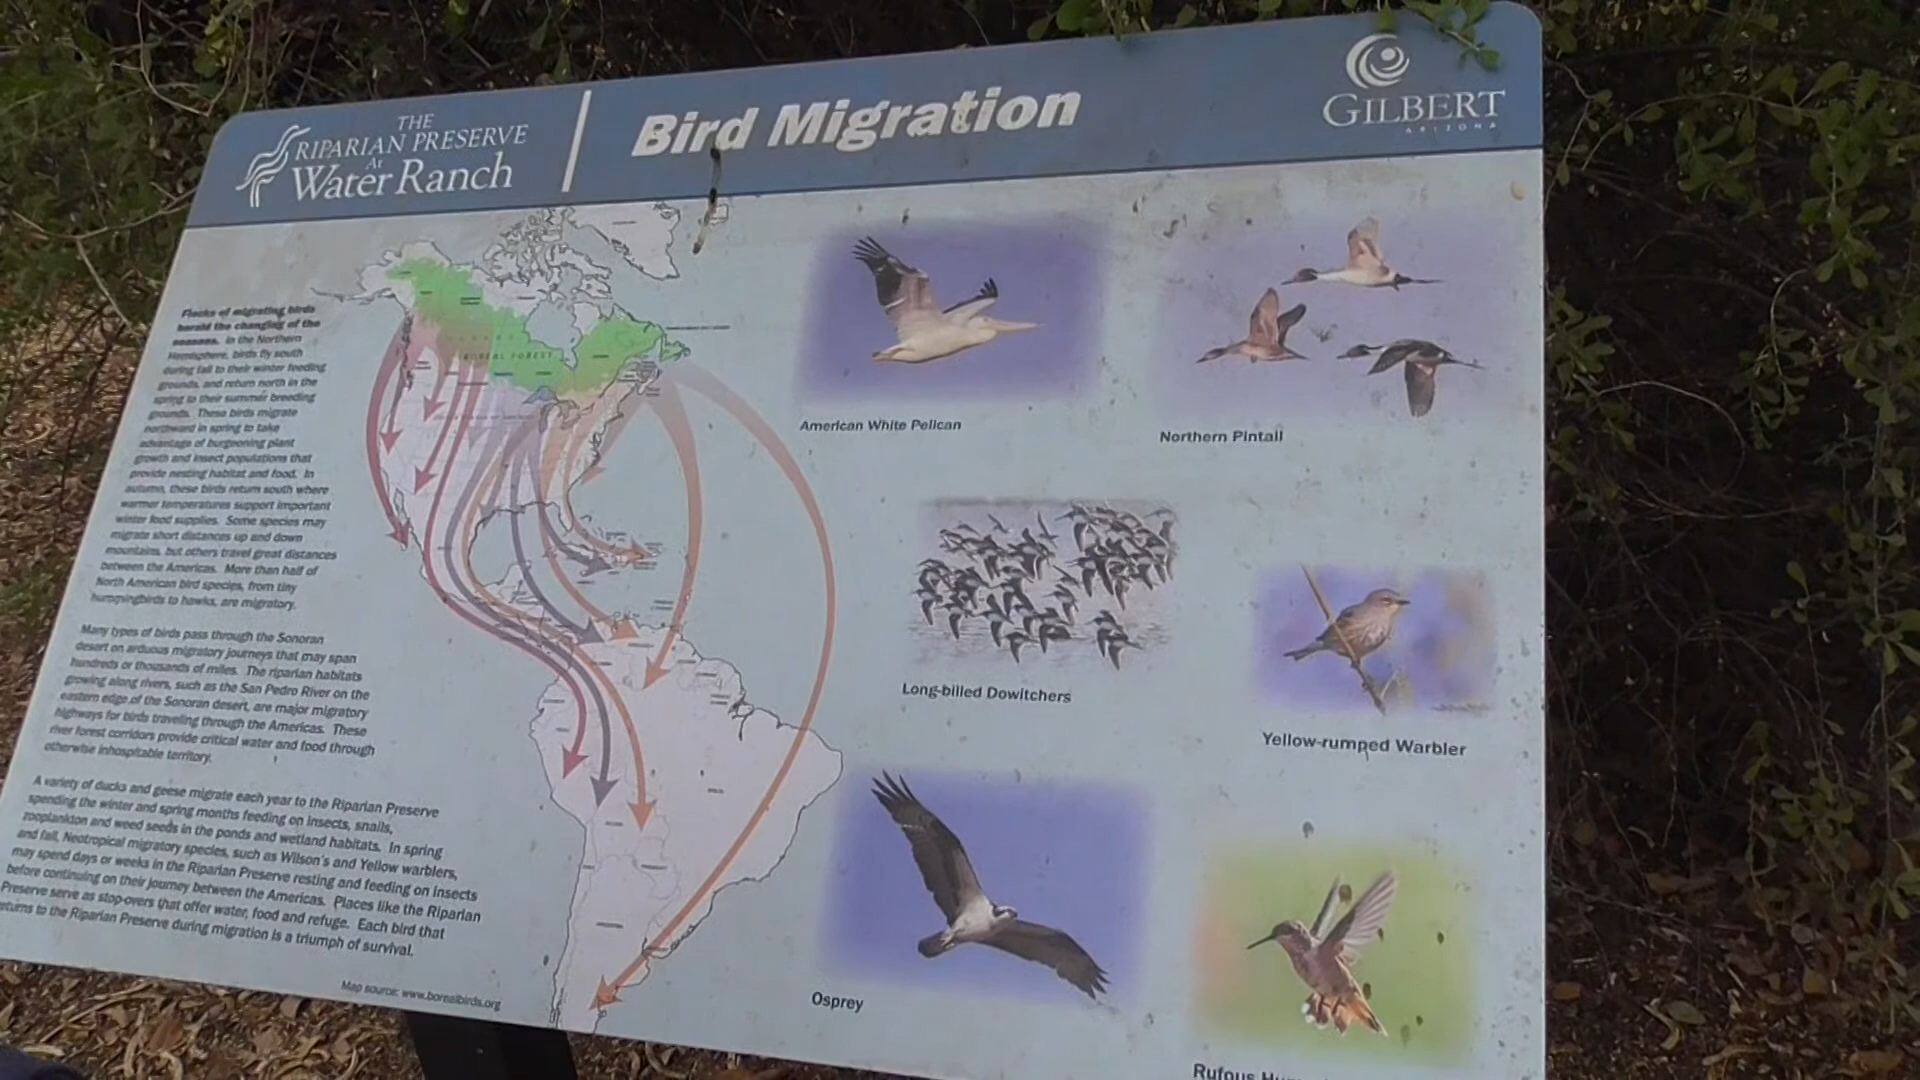 THE
RIPARIAN PRESERVE
At
Water Ranch
Bird Migration
GILBERT
ARIZONA
Flocks of migrating birds
herald the changing of the
seasons. In the Northern
Hemisphere, birds fly south
during fall to their winter feeding
grounds, and return north in the
spring to their summer breeding
grounds. These birds migrate
northward in spring to take
advantage of burgeoning plant
growth and insect populations that
provide nesting habitat and food. In
autumn, these birds return south where
warmer temperatures support important
winter food supplies. Some species may
migrate short distances up and down
mountains, but others travel great distances
between the Americas. More than half of
North American bird species, from tiny
hummingbirds to hawks, are migratory.
Many types of birds pass through the Sonoran
desert on arduous migratory journeys that may span
hundreds or thousands of miles. The riparian habitats
growing along rivers, such as the San Pedro River on the
eastern edge of the Sonoran desert, are major migratory
highways for birds traveling through the Americas. These
river forest corridors provide critical water and food through
otherwise inhospitable territory.
A variety of ducks and geese migrate each year to the Riparian Preserve
spending the winter and spring months feeding on insects, snails,
zooplankton and weed seeds in the ponds and wetland habitats. In spring
and fall, Neotropical migratory species, such as Wilson's and Yellow warblers,
may spend days or weeks in the Riparian Preserve resting and feeding on insects
before continuing on their journey between the Americas. Places like the Riparian
Preserve serve as stop-overs that offer water, food and refuge. Each bird that
eturns to the Riparian Preserve during migration is a triumph of survival.
Map source: www.borealbirds.org
BOREAL FOREST
American White Pelican
Northern Pintail
Long-billed Dowitchers
Yellow-rumped Warbler
Osprey
Rufous